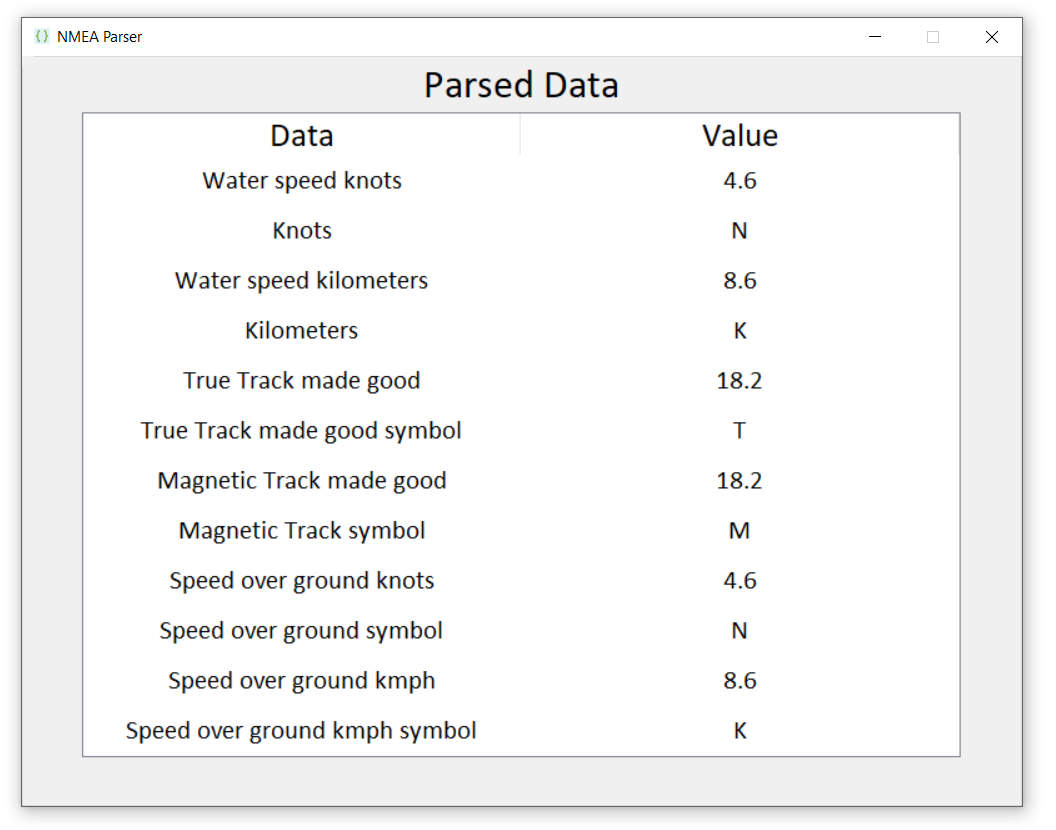 NMEA Parser
Parsed Data
Data Value
Water speed knots 4.6
Knots N
Water speed kilometers 8.6
Kilometers K
True Track made good 18.2
True Track made good symbol T
Magnetic Track made good 18.2
Magnetic Track symbol M
Speed over ground knots 4.6
Speed over ground symbol N
Speed over ground kmph 8.6
Speed over ground kmph symbol K